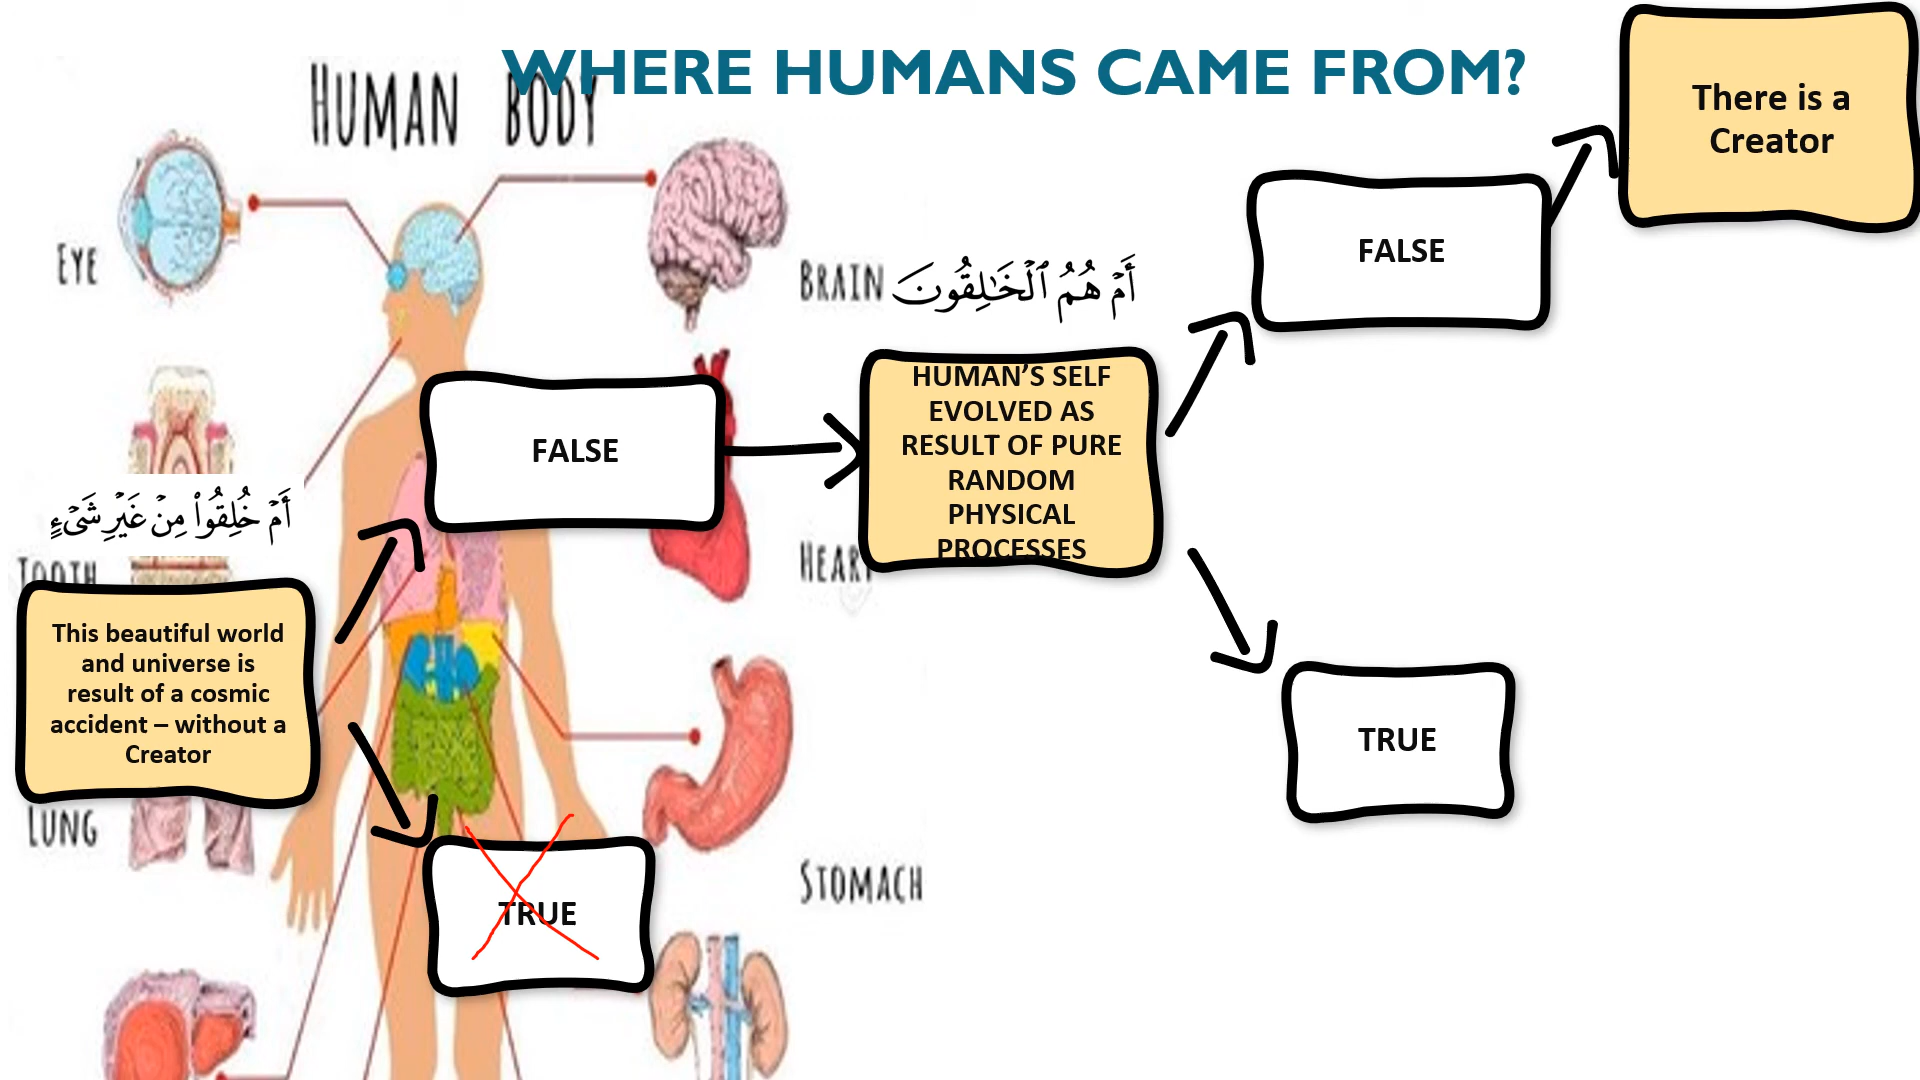 WHERE HUMANS CAME FROM?
HUMAN BODY
There is a
Creator
FALSE
EYE
BRAIN
أَمْ هُمُ ٱلْخَٰلِقُونَ
HUMAN’S SELF
EVOLVED AS
RESULT OF PURE
RANDOM
PHYSICAL
PROCESSES
FALSE
أَمْ خُلِقُوا۟ مِنْ غَيْرِ شَىْءٍ
TOOTH
HEART
This beautiful world
and universe is
result of a cosmic
accident – without a
Creator
TRUE
LUNG
STOMACH
TRUE